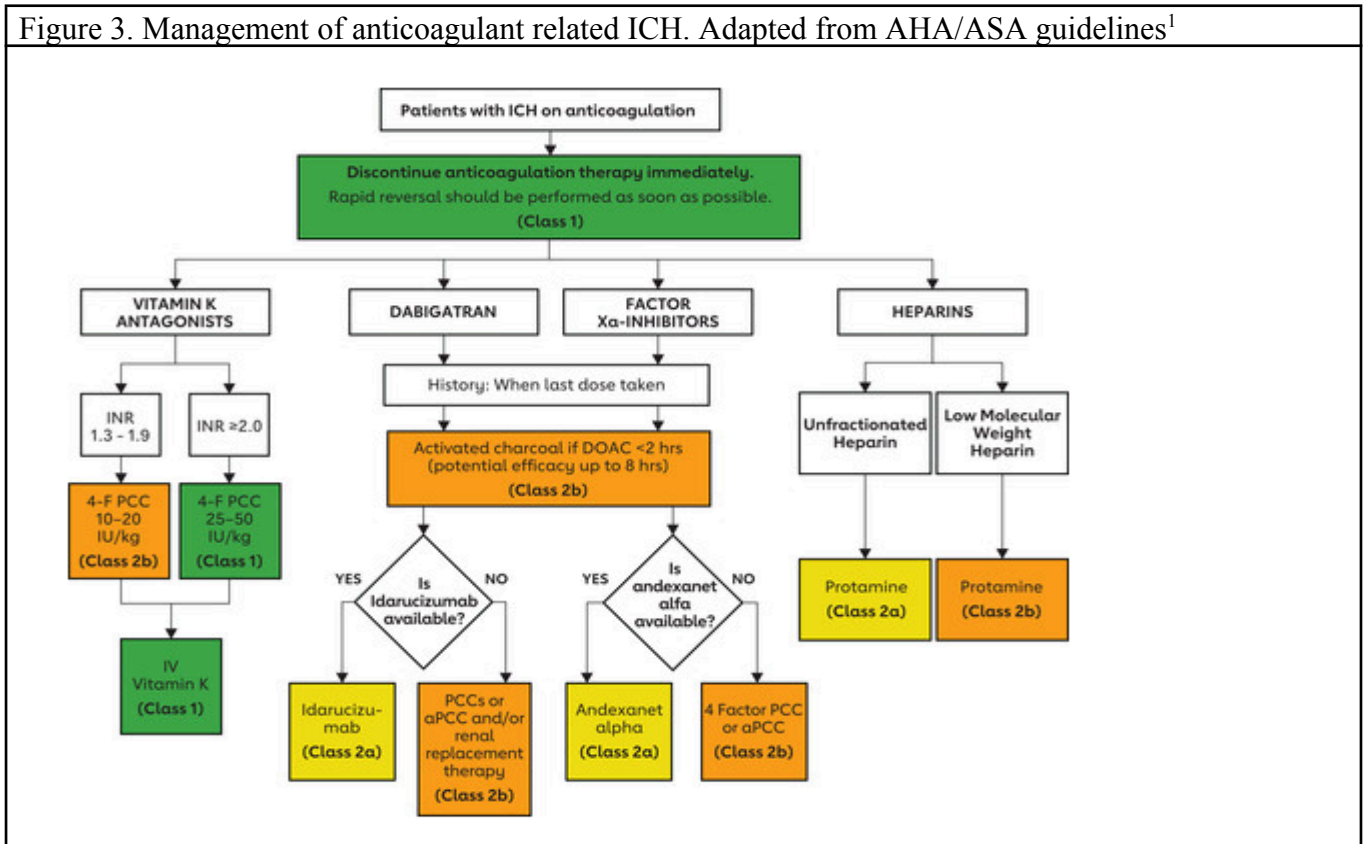 Figure 3. Management of anticoagulant related ICH. Adapted from AHA/ASA guidelines1
Patients with ICH on anticoagulation
Discontinue anticoagulation therapy immediately.
Rapid reversal should be performed as soon as possible.
(Class 1)
VITAMIN K
ANTAGONISTS
DABIGATRAN
FACTOR
Xa-INHIBITORS
HEPARINS
INR
1.3 - 1.9
INR ≥2.0
History: When last dose taken
Unfractionated
Heparin
Low Molecular
Weight
Heparin
Activated charcoal if DOAC <2 hrs
(potential efficacy up to 8 hrs)
(Class 2b)
4-F PCC
10–20
IU/kg
(Class 2b)
4-F PCC
25–50
IU/kg
(Class 1)
YES
Is
Idarucizumab
available?
NO
YES
Is
andexanet
alfa
available?
NO
Protamine
(Class 2a)
Protamine
(Class 2b)
IV
Vitamin K
(Class 1)
Idarucizu-
mab
(Class 2a)
PCCs or
aPCC and/or
renal
replacement
therapy
(Class 2b)
Andexanet
alpha
(Class 2a)
4 Factor PCC
or aPCC
(Class 2b)